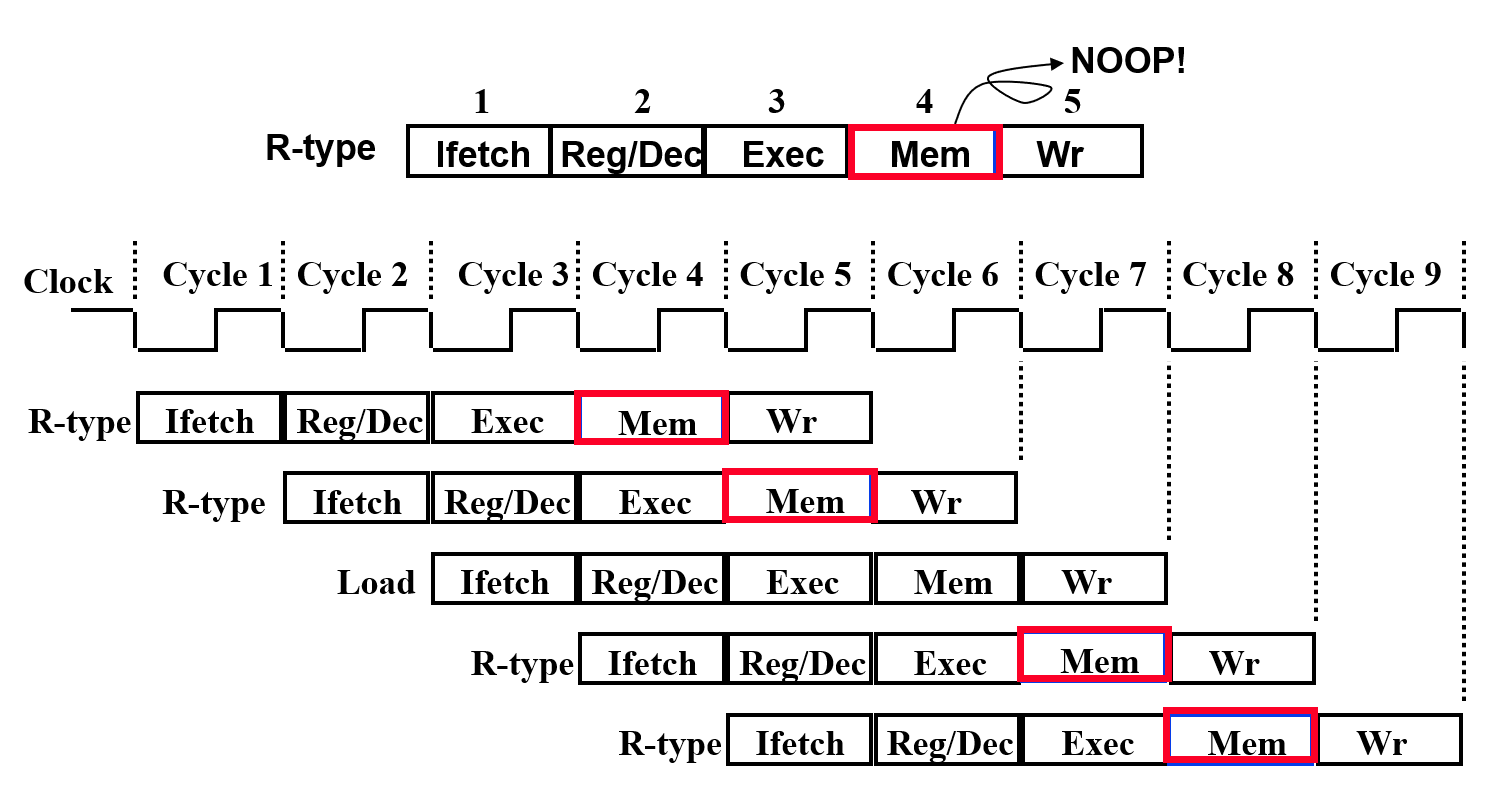 NOOP!
1 2 3 4 5
R-type Ifetch Reg/Dec Exec Mem Wr
Clock Cycle 1 Cycle 2 Cycle 3 Cycle 4 Cycle 5 Cycle 6 Cycle 7 Cycle 8 Cycle 9
R-type Ifetch Reg/Dec Exec Mem Wr
R-type Ifetch Reg/Dec Exec Mem Wr
Load Ifetch Reg/Dec Exec Mem Wr
R-type Ifetch Reg/Dec Exec Mem Wr
R-type Ifetch Reg/Dec Exec Mem Wr